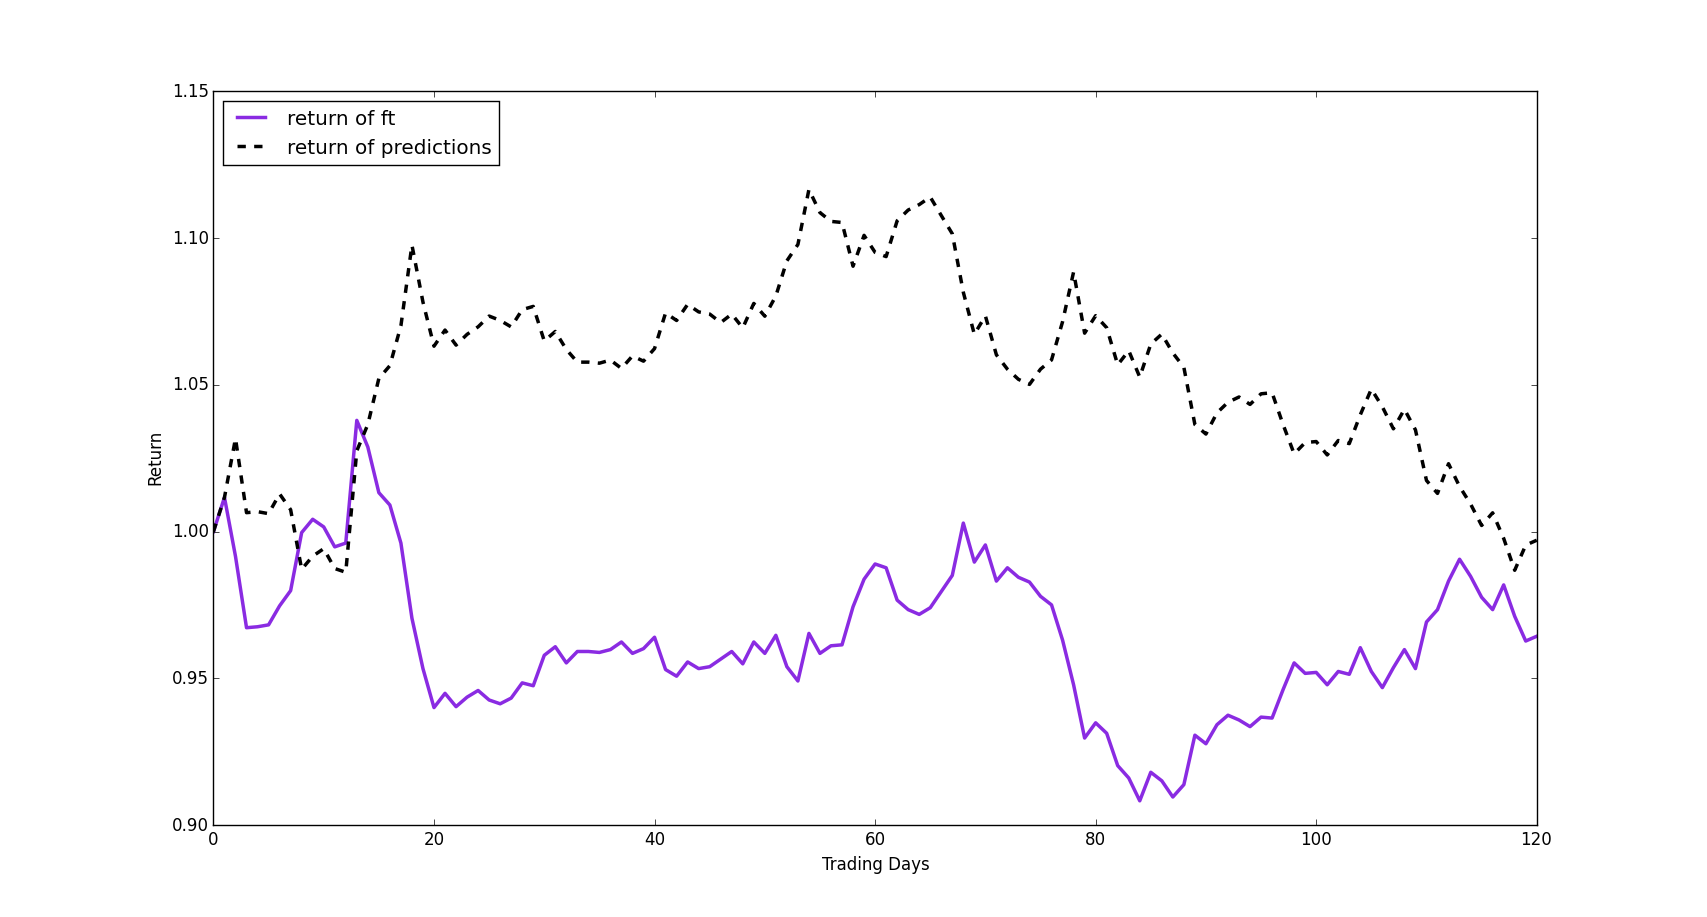 return of ft
return of predictions
1.15
1.10
1.05
1.00
0.95
0.90
Return
0 20 40 60 80 100 120
Trading Days